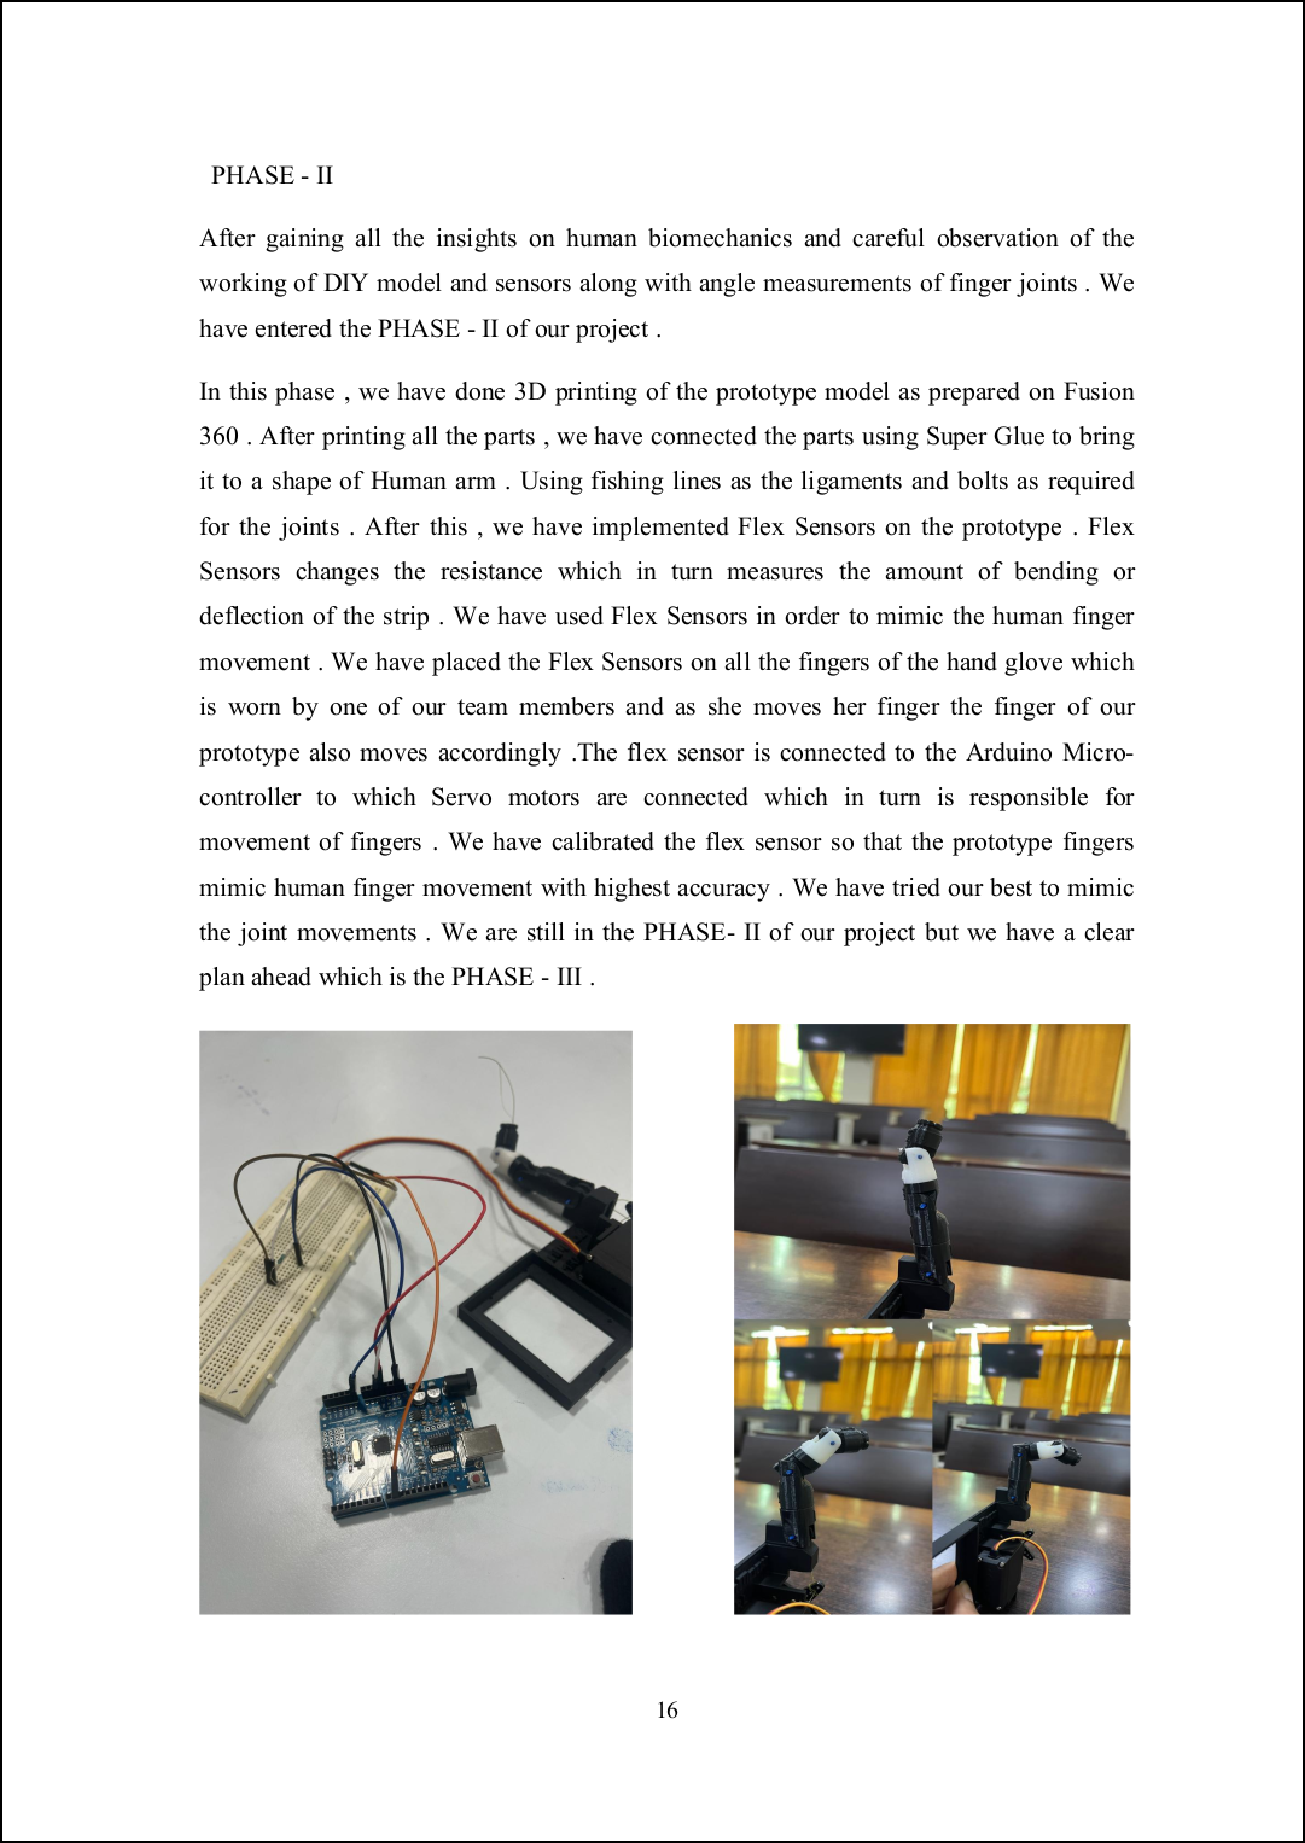 PHASE - II
After gaining all the insights on human biomechanics and careful observation of the
working of DIY model and sensors along with angle measurements of finger joints . We
have entered the PHASE - II of our project .
In this phase , we have done 3D printing of the prototype model as prepared on Fusion
360 . After printing all the parts , we have connected the parts using Super Glue to bring
it to a shape of Human arm . Using fishing lines as the ligaments and bolts as required
for the joints . After this , we have implemented Flex Sensors on the prototype . Flex
Sensors changes the resistance which in turn measures the amount of bending or
deflection of the strip . We have used Flex Sensors in order to mimic the human finger
movement . We have placed the Flex Sensors on all the fingers of the hand glove which
is worn by one of our team members and as she moves her finger the finger of our
prototype also moves accordingly .The flex sensor is connected to the Arduino Micro-
controller to which Servo motors are connected which in turn is responsible for
movement of fingers . We have calibrated the flex sensor so that the prototype fingers
mimic human finger movement with highest accuracy . We have tried our best to mimic
the joint movements . We are still in the PHASE- II of our project but we have a clear
plan ahead which is the PHASE - III .
16